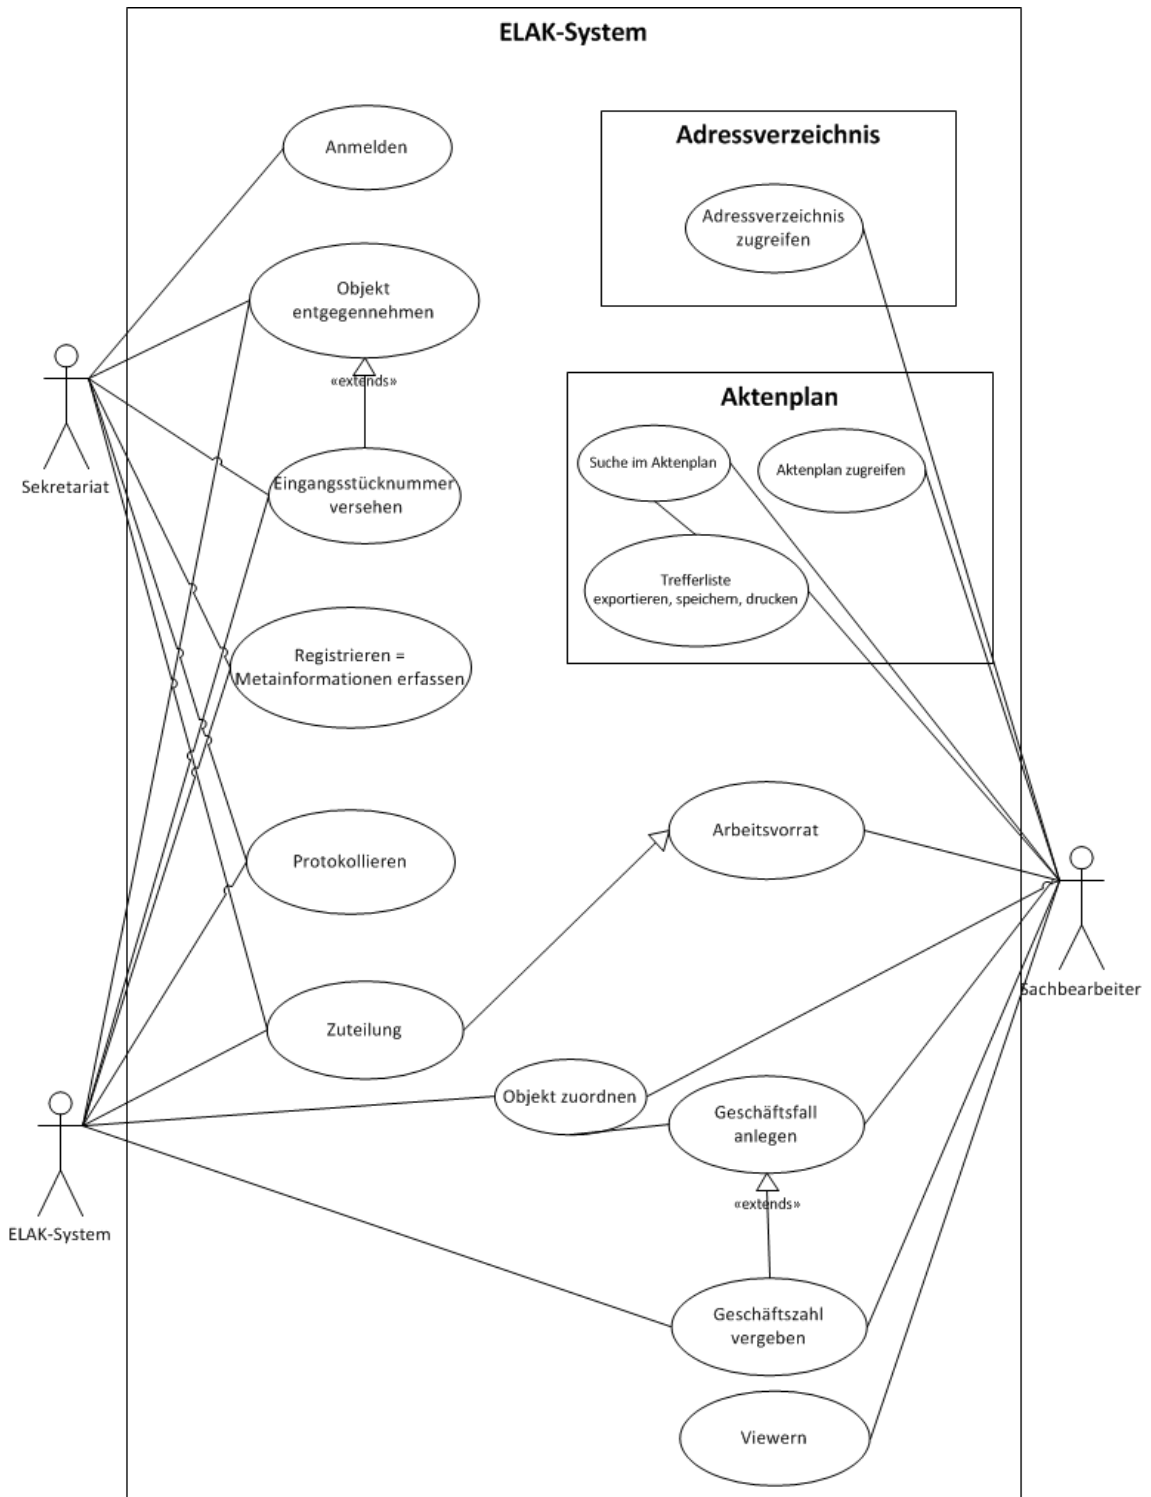 ELAK-System
Anmelden
Adressverzeichnis
Adressverzeichnis
zugreifen
Objekt
entgegennehmen
«extends»
Sekretariat
Eingangsstücknummer
versehen
Aktenplan
Suche im Aktenplan
Aktenplan zugreifen
Trefferliste
exportieren, speichern, drucken
Registrieren =
Metainformationen erfassen
Arbeitsvorrat
Protokollieren
Sachbearbeiter
Zuteilung
Objekt zuordnen
Geschäftsfall
anlegen
«extends»
ELAK-System
Geschäftszahl
vergeben
Viewern